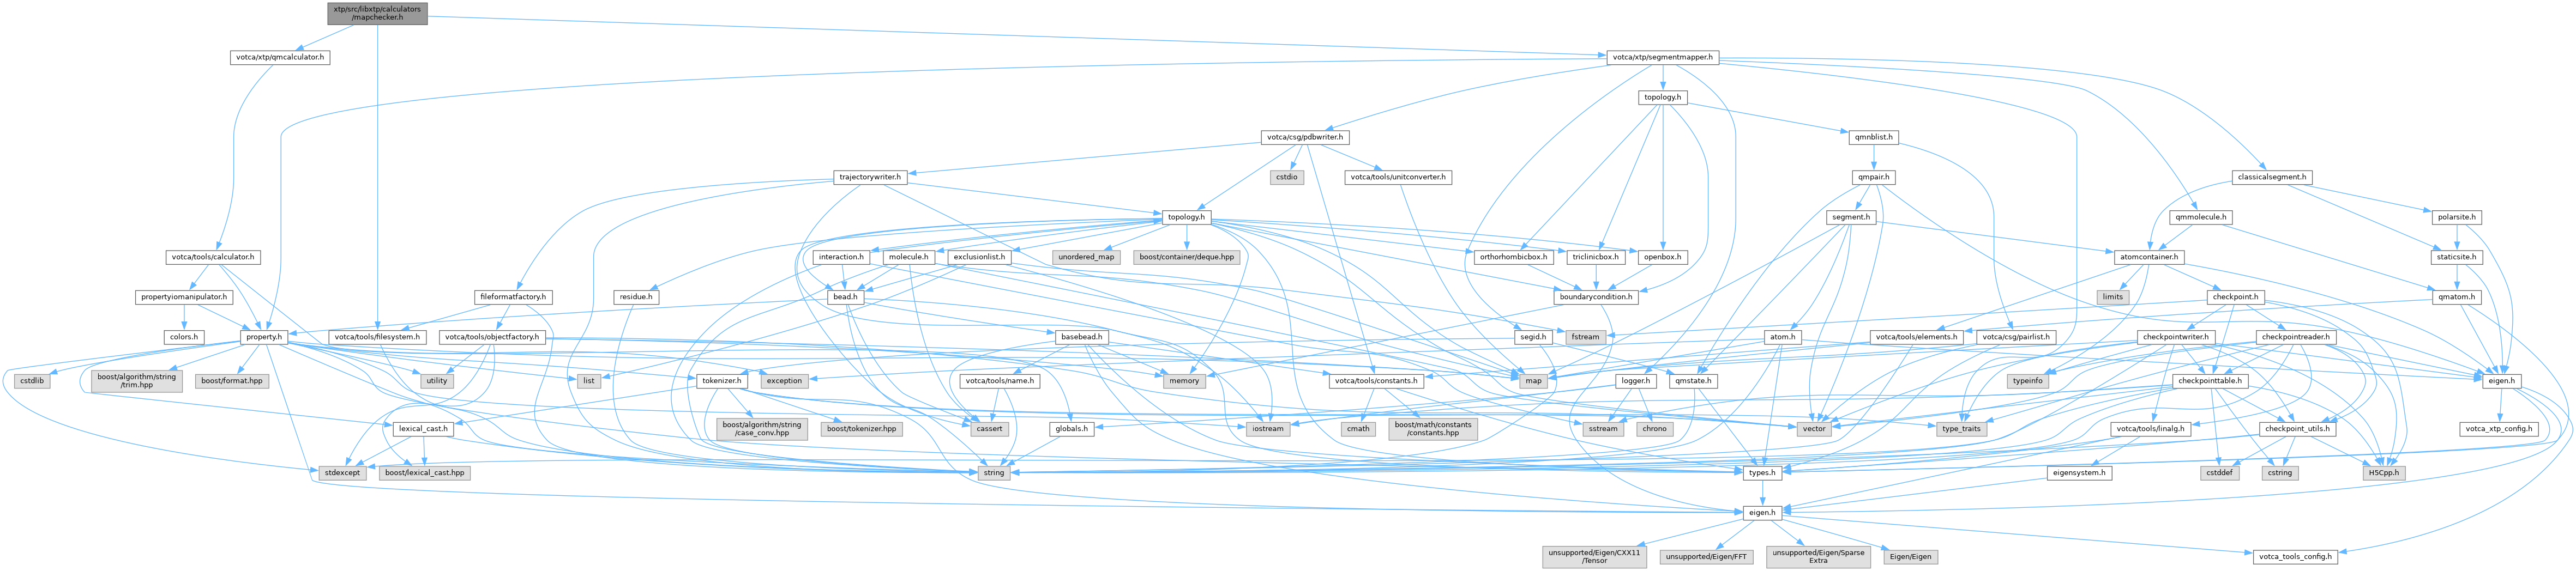 xtp/src/libxtp/calculators
/mapchecker.h
votca/xtp/qmcalculator.h
votca/xtp/segmentmapper.h
topology.h
votca/csg/pdbwriter.h
qmnblist.h
trajectorywriter.h
cstdio
votca/tools/unitconverter.h
qmpair.h
classicalsegment.h
topology.h
segment.h
qmmolecule.h
polarsite.h
votca/tools/calculator.h
interaction.h
molecule.h
exclusionlist.h
unordered_map
boost/container/deque.hpp
orthorhombicbox.h
triclinicbox.h
openbox.h
atomcontainer.h
staticsite.h
propertyiomanipulator.h
fileformatfactory.h
residue.h
bead.h
boundarycondition.h
limits
checkpoint.h
qmatom.h
colors.h
property.h
votca/tools/filesystem.h
votca/tools/objectfactory.h
basebead.h
fstream
segid.h
atom.h
votca/tools/elements.h
votca/csg/pairlist.h
checkpointwriter.h
checkpointreader.h
cstdlib
boost/algorithm/string
/trim.hpp
boost/format.hpp
utility
list
tokenizer.h
exception
memory
votca/tools/name.h
votca/tools/constants.h
map
logger.h
qmstate.h
typeinfo
checkpointtable.h
eigen.h
lexical_cast.h
boost/algorithm/string
/case_conv.hpp
boost/tokenizer.hpp
cassert
globals.h
iostream
cmath
boost/math/constants
/constants.hpp
sstream
chrono
vector
type_traits
votca/tools/linalg.h
checkpoint_utils.h
votca_xtp_config.h
stdexcept
boost/lexical_cast.hpp
string
types.h
eigensystem.h
cstddef
cstring
H5Cpp.h
eigen.h
unsupported/Eigen/CXX11
/Tensor
unsupported/Eigen/FFT
unsupported/Eigen/Sparse
Extra
Eigen/Eigen
votca_tools_config.h